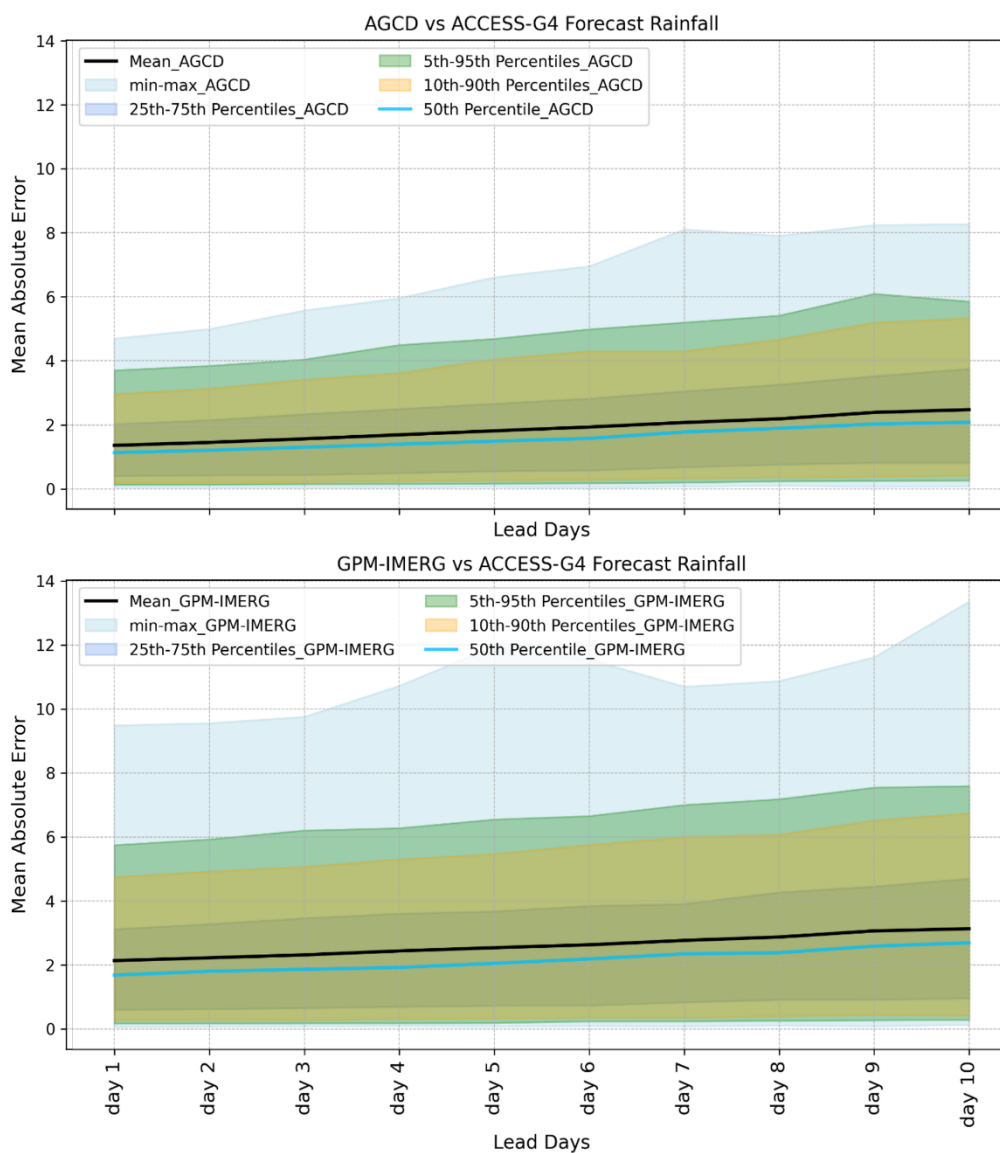 AGCD vs ACCESS-G4 Forecast Rainfall
14
12
10
8
6
4
2
0
Mean Absolute Error
Mean_AGCD
min-max_AGCD
25th-75th Percentiles_AGCD
5th-95th Percentiles_AGCD
10th-90th Percentiles_AGCD
50th Percentile_AGCD
Lead Days
GPM-IMERG vs ACCESS-G4 Forecast Rainfall
14
12
10
8
6
4
2
0
Mean Absolute Error
Mean_GPM-IMERG
min-max_GPM-IMERG
25th-75th Percentiles_GPM-IMERG
5th-95th Percentiles_GPM-IMERG
10th-90th Percentiles_GPM-IMERG
50th Percentile_GPM-IMERG
day 1
day 2
day 3
day 4
day 5
day 6
day 7
day 8
day 9
day 10
Lead Days